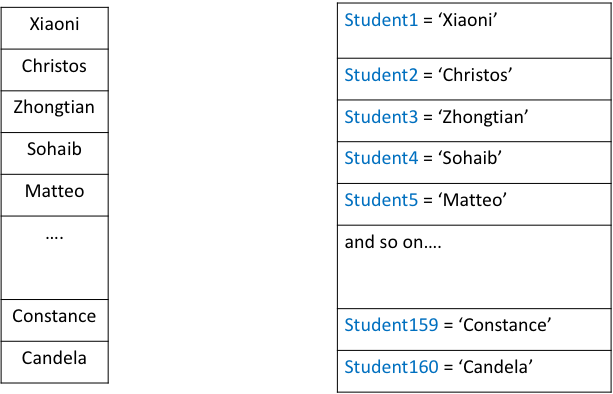 Xiaoni
Christos
Zhongtian
Sohaib
Matteo
….
Constance
Candela
Student1 = ‘Xiaoni’
Student2 = ‘Christos’
Student3 = ‘Zhongtian’
Student4 = ‘Sohaib’
Student5 = ‘Matteo’
and so on….
Student159 = ‘Constance’
Student160 = ‘Candela’